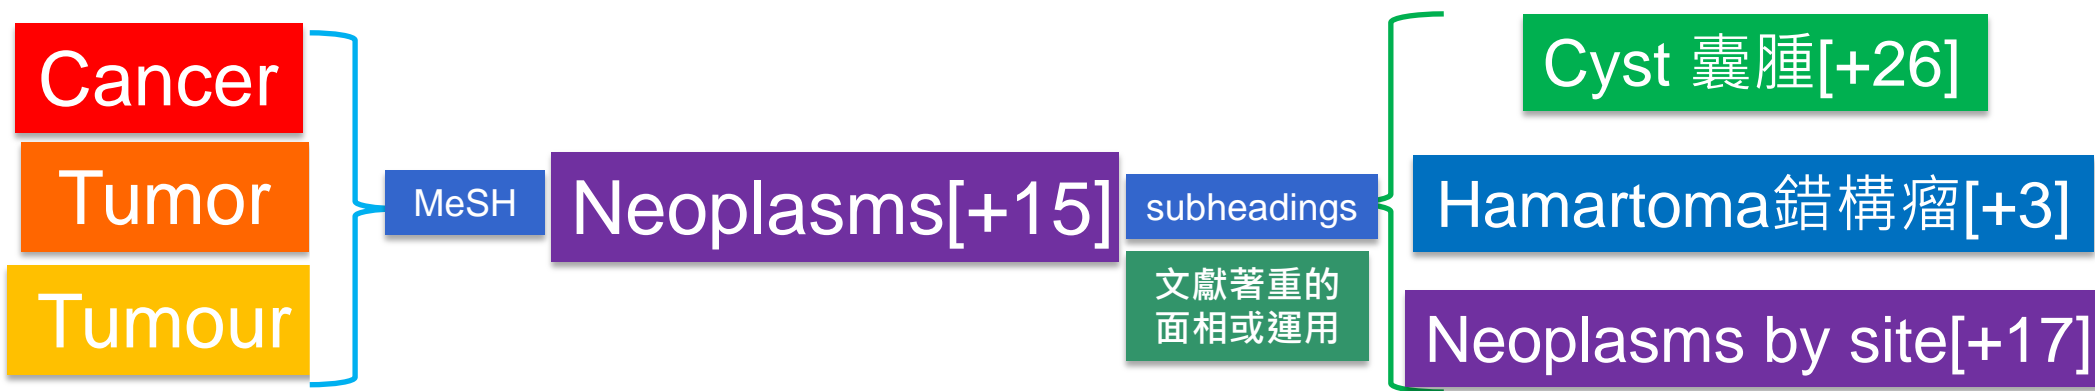 Cancer
Tumor
Tumour
MeSH
Neoplasms[+15]
subheadings
文獻著重的
面相或運用
Cyst 囊腫[+26]
Hamartoma錯構瘤[+3]
Neoplasms by site[+17]